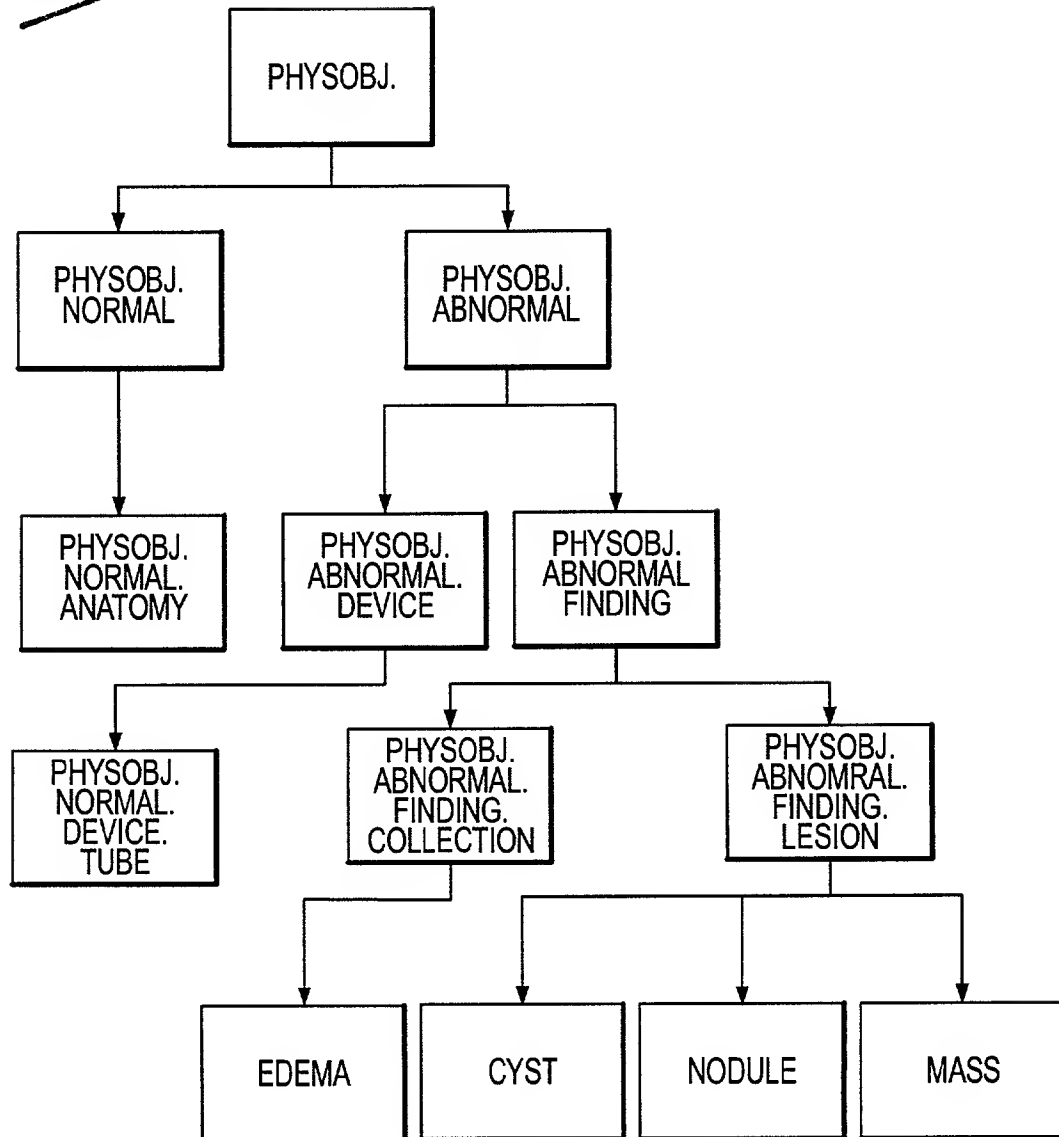 PHYSOBJ.
PHYSOBJ.
NORMAL
PHYSOBJ.
ABNORMAL
PHYSOBJ.
NORMAL.
ANATOMY
PHYSOBJ.
ABNORMAL.
DEVICE
PHYSOBJ.
ABNORMAL
FINDING
PHYSOBJ.
NORMAL.
DEVICE.
TUBE
PHYSOBJ.
ABNORMAL.
FINDING.
COLLECTION
PHYSOBJ.
ABNOMRAL.
FINDING.
LESION
EDEMA
CYST
NODULE
MASS